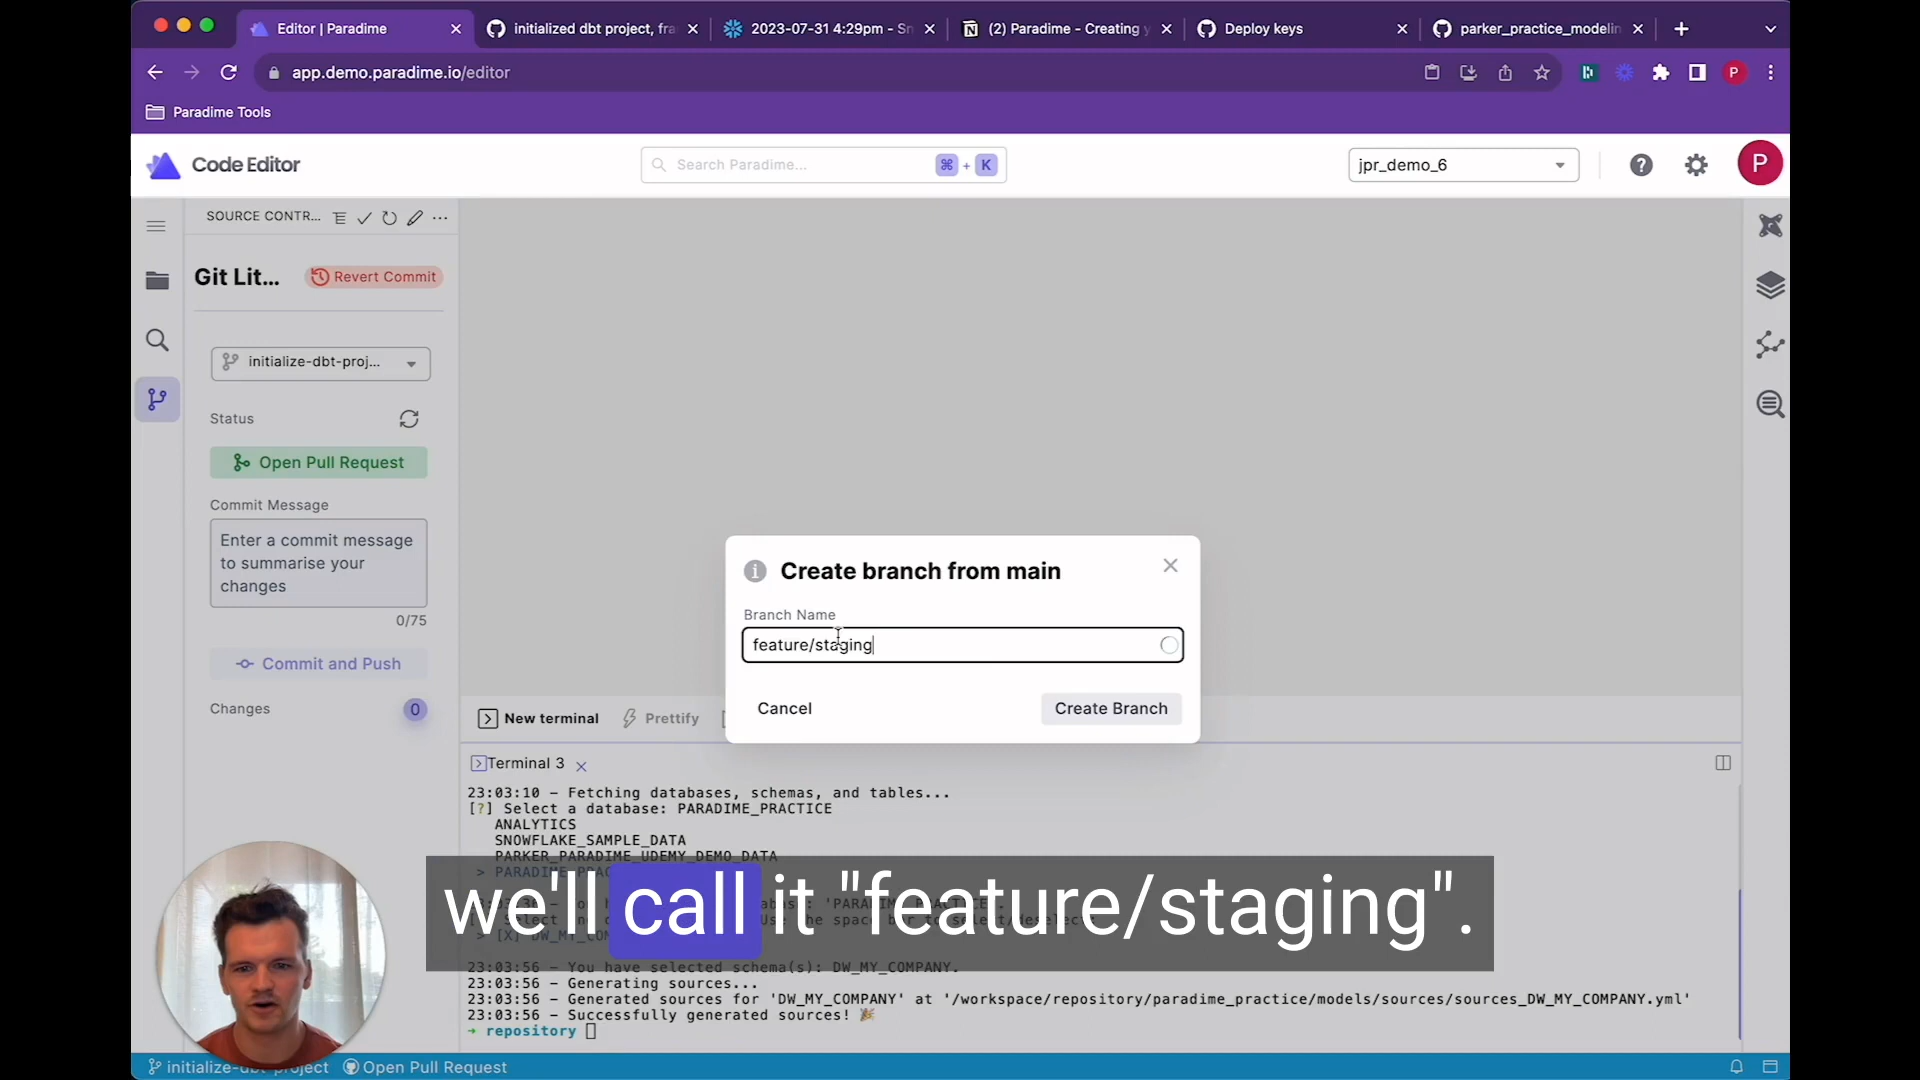 Editor | Paradime
initialized dbt project, fra
2023-07-31 4:29pm - Sn
(2) Paradime - Creating y
Deploy keys
parker_practice_modelin
app.demo.paradime.io/editor
P
Paradime Tools
Code Editor
Search Paradime...
⌘ + K
jpr_demo_6
P
SOURCE CONTR...
Git Lit...
Revert Commit
initialize-dbt-proj...
Status
Open Pull Request
Commit Message
Enter a commit message
to summarise your
changes
0/75
Commit and Push
Changes
0
Create branch from main
Branch Name
feature/staging
Cancel
Create Branch
New terminal
Prettify
Terminal 3
23:03:10 – Fetching databases, schemas, and tables...
[?] Select a database: PARADIME_PRACTICE
ANALYTICS
SNOWFLAKE_SAMPLE_DATA
PARKER_PARADIME_UDEMY_DEMO_DATA
we'll call it "feature/staging".
23:03:56 – You have selected schema(s): DW_MY_COMPANY.
23:03:56 – Generating sources...
23:03:56 – Generated sources for 'DW_MY_COMPANY' at '/workspace/repository/paradime_practice/models/sources/sources_DW_MY_COMPANY.yml'
23:03:56 – Successfully generated sources! 🎉
→ repository
initialize-dbt-project
Open Pull Request